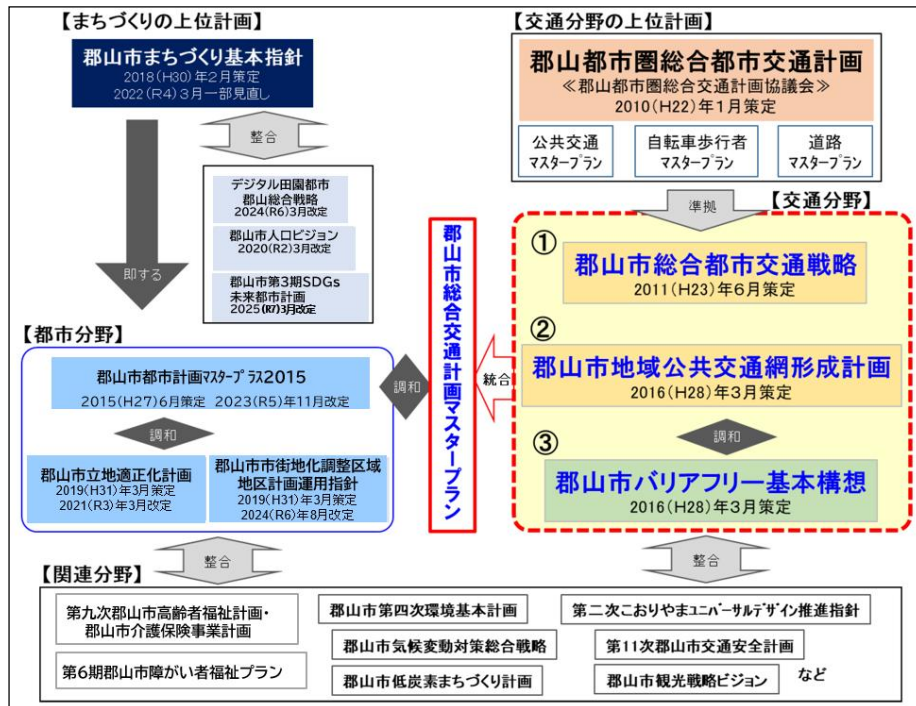 【まちづくりの上位計画】
郡山市まちづくり基本指針
2018(H30)年2月策定
2022(R4)3月一部見直し
整合
デジタル田園都市
郡山総合戦略
2024(R6)3月改定
郡山市人口ビジョン
2020(R2)3月改定
郡山市第3期SDGs
未来都市計画
2025(R7)3月改定
即する
【都市分野】
郡山市都市計画ﾏｽﾀｰﾌﾟﾗｽ2015
2015(H27)6月策定 2023(R5)年11月改定
調和
郡山市立地適正化計画
2019(H31)年3月策定
2021(R3)年3月改定
郡山市市街化調整区域
地区計画運用指針
2019(H31)年3月策定
2024(R6)年8月改定
調和
郡山市総合交通計画マスタープラン
統合
【交通分野の上位計画】
郡山都市圏総合都市交通計画
≪郡山都市圏総合交通計画協議会≫
2010(H22)年1月策定
公共交通
ﾏｽﾀｰﾌﾟﾗﾝ
自転車歩行者
ﾏｽﾀｰﾌﾟﾗﾝ
道路
ﾏｽﾀｰﾌﾟﾗﾝ
準拠
【交通分野】
①
郡山市総合都市交通戦略
2011(H23)年6月策定
②
郡山市地域公共交通網形成計画
2016(H28)年3月策定
調和
③
郡山市バリアフリー基本構想
2016(H28)年3月策定
整合
整合
【関連分野】
第九次郡山市高齢者福祉計画・
郡山市介護保険事業計画
第6期郡山市障がい者福祉プラン
郡山市第四次環境基本計画
郡山市気候変動対策総合戦略
郡山市低炭素まちづくり計画
第二次こおりやまﾕﾆﾊﾞｰｻﾙﾃﾞｻﾞｲﾝ推進指針
第11次郡山市交通安全計画
郡山市観光戦略ビジョン
など